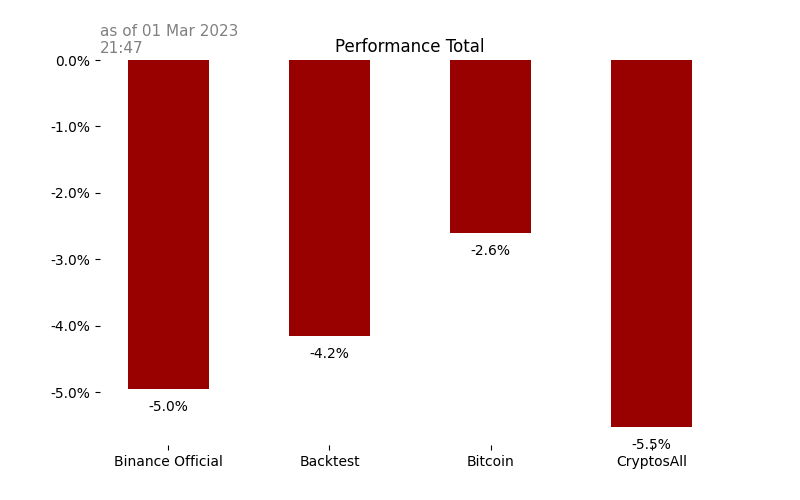 as of 01 Mar 2023
21:47
Performance Total
0.0%
-1.0%
-2.0%
-3.0%
-4.0%
-5.0%
-5.0%
-4.2%
-2.6%
-5.5%
Binance Official
Backtest
Bitcoin
CryptosAll